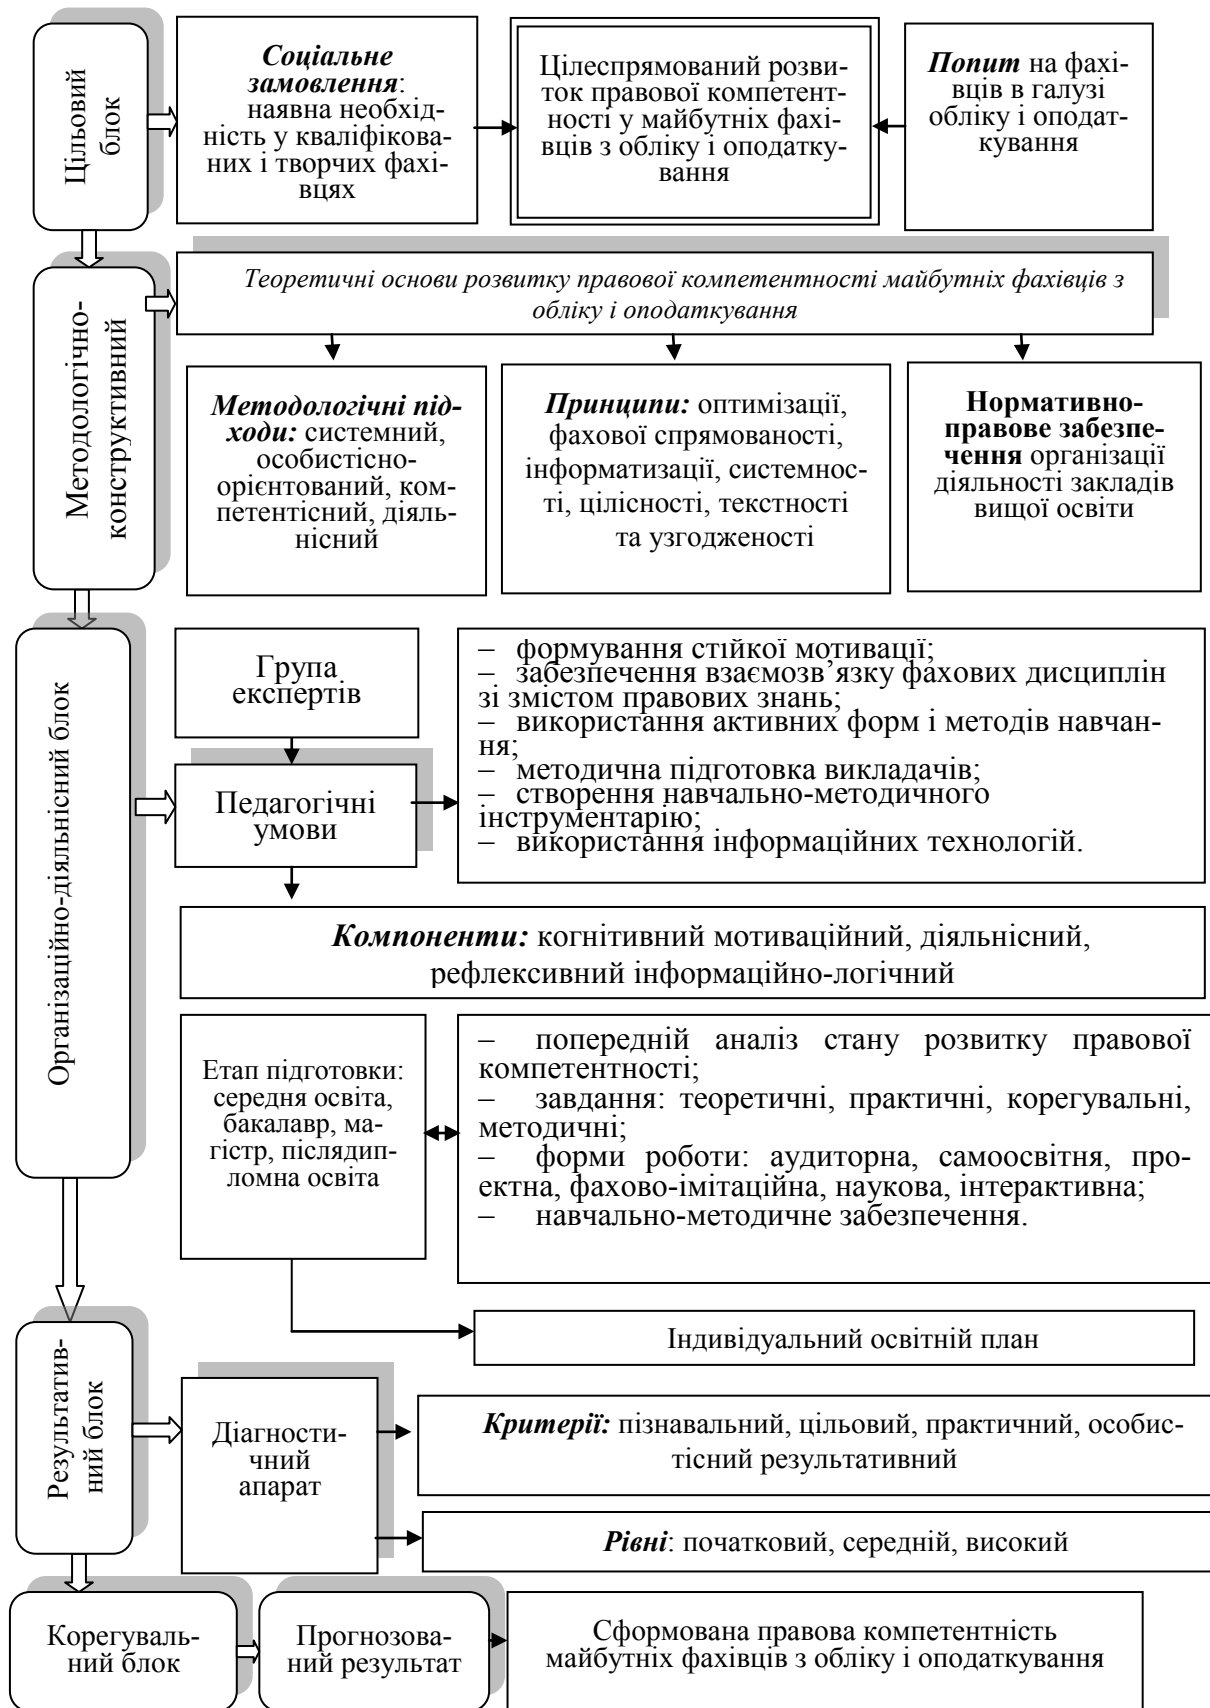 Цільовий
блок
Соціальне
замовлення:
наявна необхід-
ність у кваліфікова-
них і творчих фахі-
вцях
Цілеспрямований розви-
ток правової компетент-
ності у майбутніх фахі-
вців з обліку і оподатку-
вання
Попит на фахі-
вців в галузі
обліку і оподат-
кування
Методологічно-
конструктивний
Теоретичні основи розвитку правової компетентності майбутніх фахівців з
обліку і оподаткування
Методологічні під-
ходи: системний,
особистісно-
орієнтований, ком-
петентісний, діяль-
нісний
Принципи: оптимізації,
фахової спрямованості,
інформатизації, системнос-
ті, цілісності, текстності
та узгодженості
Нормативно-
правове забезпе-
чення організації
діяльності закладів
вищої освіти
Організаційно-діяльнісний блок
Група
експертів
Педагогічні
умови
– формування стійкої мотивації;
– забезпечення взаємозв’язку фахових дисциплін
зі змістом правових знань;
– використання активних форм і методів навчан-
ня;
– методична підготовка викладачів;
– створення навчально-методичного
інструментарію;
– використання інформаційних технологій.
Компоненти: когнітивний мотиваційний, діяльнісний,
рефлексивний інформаційно-логічний
Етап підготовки:
середня освіта,
бакалавр, ма-
гістр, післядип-
ломна освіта
– попередній аналіз стану розвитку правової
компетентності;
– завдання: теоретичні, практичні, корегувальні,
методичні;
– форми роботи: аудиторна, самоосвітня, про-
ектна, фахово-імітаційна, наукова, інтерактивна;
– навчально-методичне забезпечення.
Індивідуальний освітній план
Результатив-
ний блок
Діагности-
чний
апарат
Критерії: пізнавальний, цільовий, практичний, особис-
тісний результативний
Рівні: початковий, середній, високий
Корегуваль-
ний блок
Прогнозова-
ний результат
Сформована правова компетентність
майбутніх фахівців з обліку і оподаткування